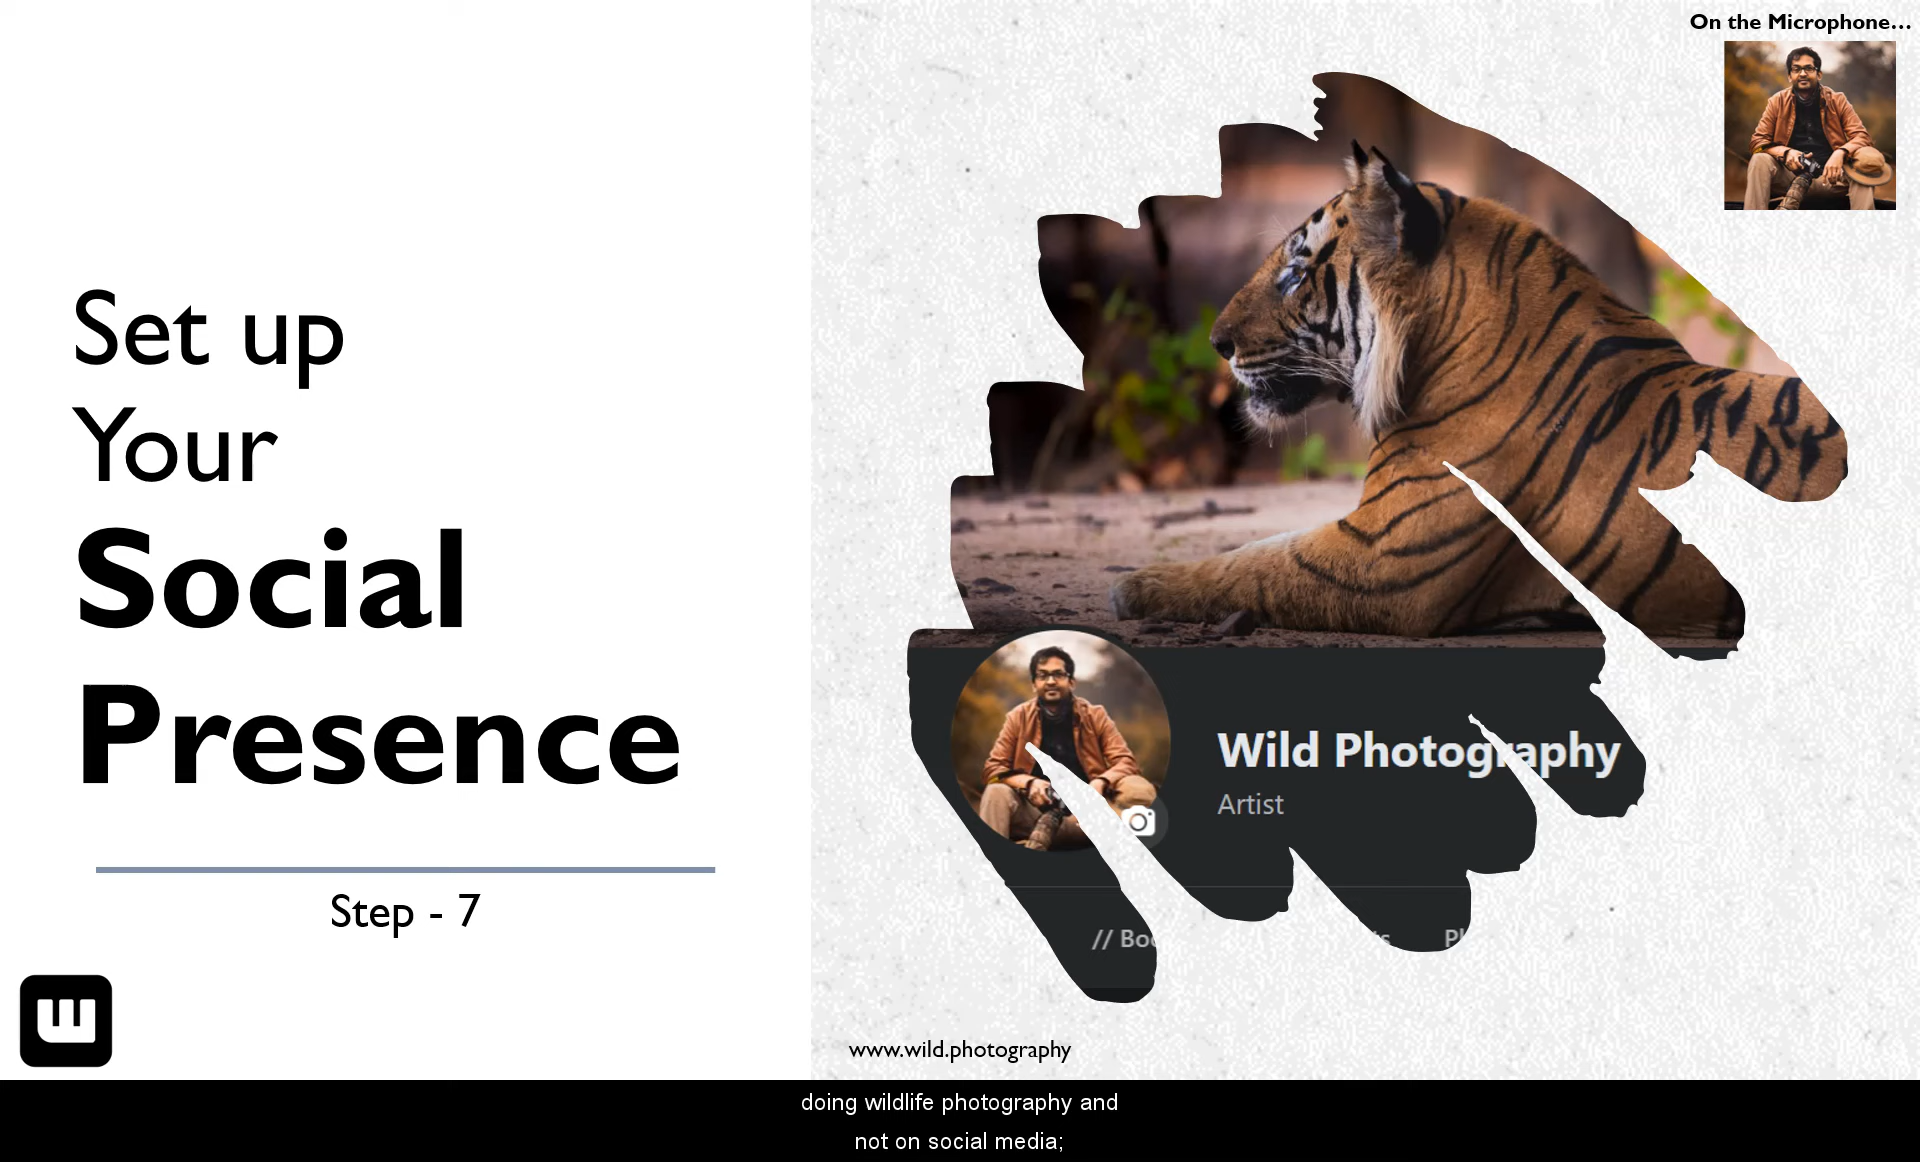 On the Microphone...
Set up
Your
Social
Presence
Step - 7
Wild Photography
Artist
//
www.wild.photography
doing wildlife photography and
not on social media;